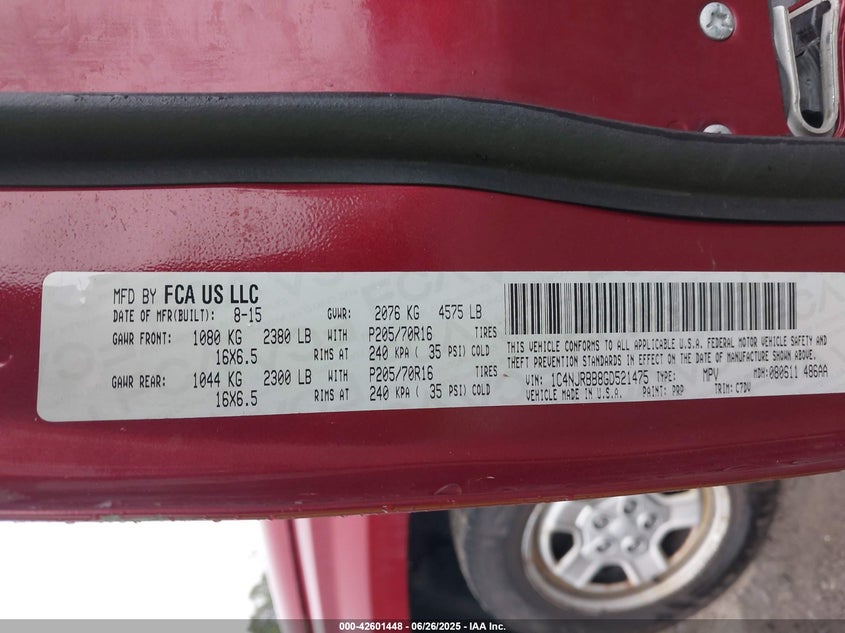 MFD BY FCA US LLC
DATE OF MFR(BUILT): 8-15 GVWR: 2076 KG 4575 LB
GAWR FRONT: 1080 KG 2380 LB WITH P205/70R16 TIRES
16X6.5 RIMS AT 240 KPA ( 35 PSI) COLD
GAWR REAR: 1044 KG 2300 LB WITH P205/70R16 TIRES
16X6.5 RIMS AT 240 KPA ( 35 PSI) COLD
THIS VEHICLE CONFORMS TO ALL APPLICABLE U.S.A. FEDERAL MOTOR VEHICLE SAFETY AND
THEFT PREVENTION STANDARDS IN EFFECT ON THE DATE OF MANUFACTURE SHOWN ABOVE.
VIN: 1C4NJRBB8GD521475 TYPE: MPV MDH: 080611 486AA
VEHICLE MADE IN U.S.A. PAINT: PRP TRIM: C7DV
000-42601448 - 06/26/2025 - IAA Inc.